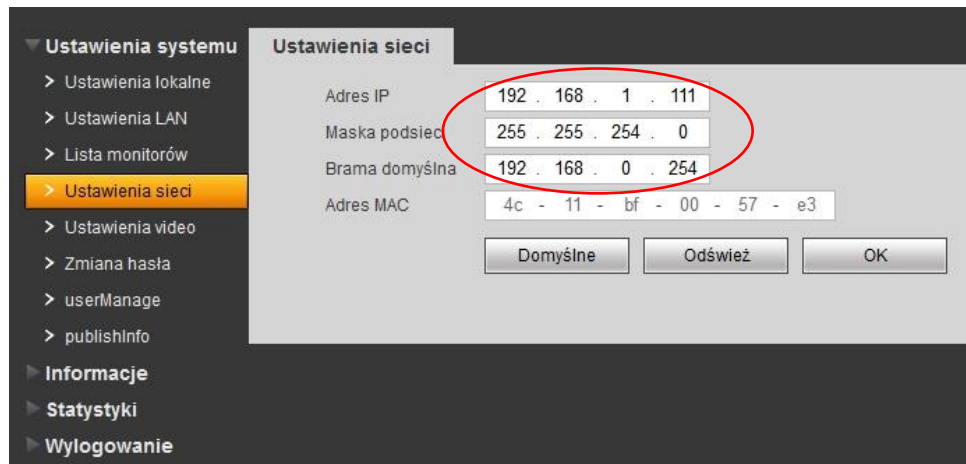 Ustawienia systemu
Ustawienia sieci
> Ustawienia lokalne
> Ustawienia LAN
> Lista monitorów
> Ustawienia sieci
> Ustawienia video
> Zmiana hasła
> userManage
> publishInfo
Informacje
Statystyki
Wylogowanie
Adres IP 192 . 168 . 1 . 111
Maska podsiec 255 . 255 . 254 . 0
Brama domyślna 192 . 168 . 0 . 254
Adres MAC 4c - 11 - bf - 00 - 57 - e3
Domyślne Odśwież OK